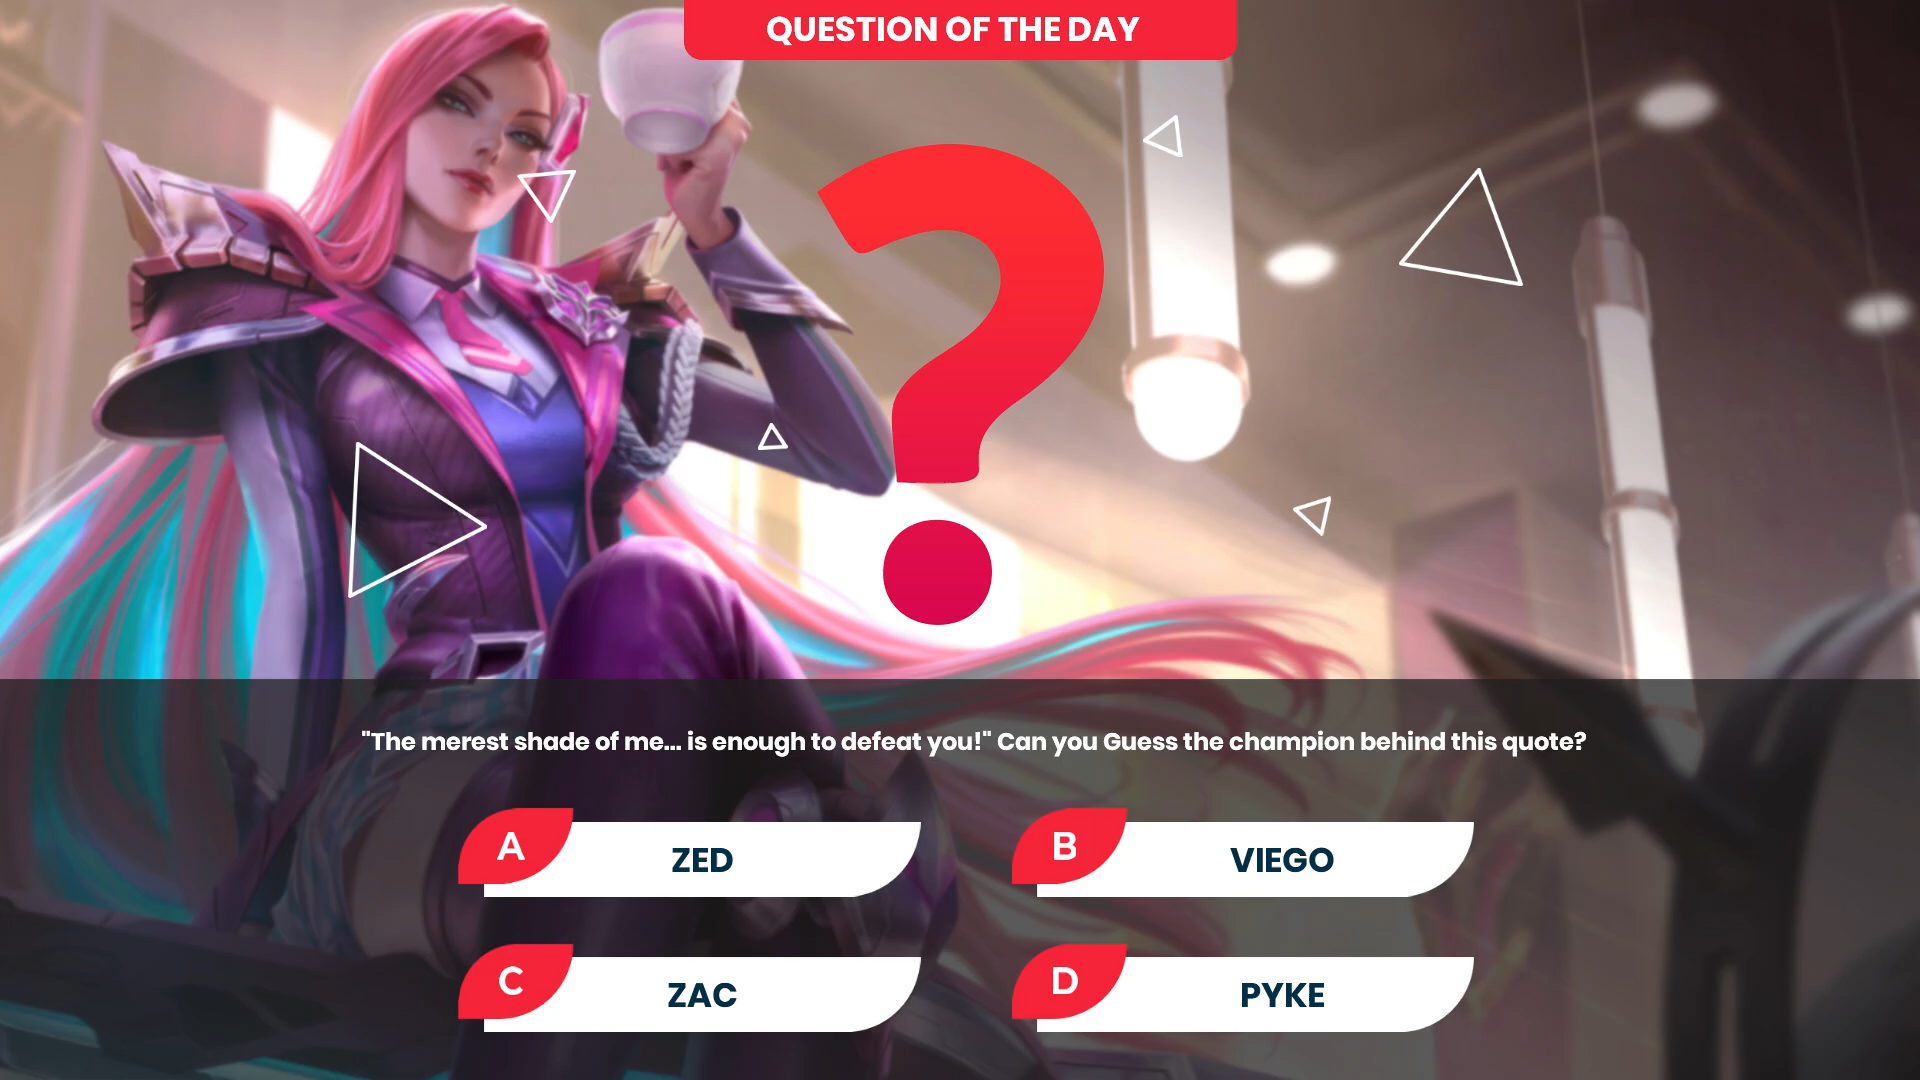 QUESTION OF THE DAY
"The merest shade of me... is enough to defeat you!" Can you Guess the champion behind this quote?
A ZED
B VIEGO
C ZAC
D PYKE